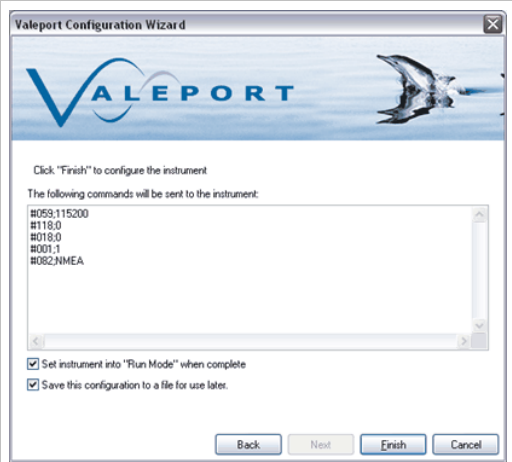 Valeport Configuration Wizard
VALEPORT
Click "Finish" to configure the instrument
The following commands will be sent to the instrument:
#059;115200
#118;0
#018;0
#001;1
#082;NMEA
Set instrument into "Run Mode" when complete
Save this configuration to a file for use later.
Back Next Finish Cancel